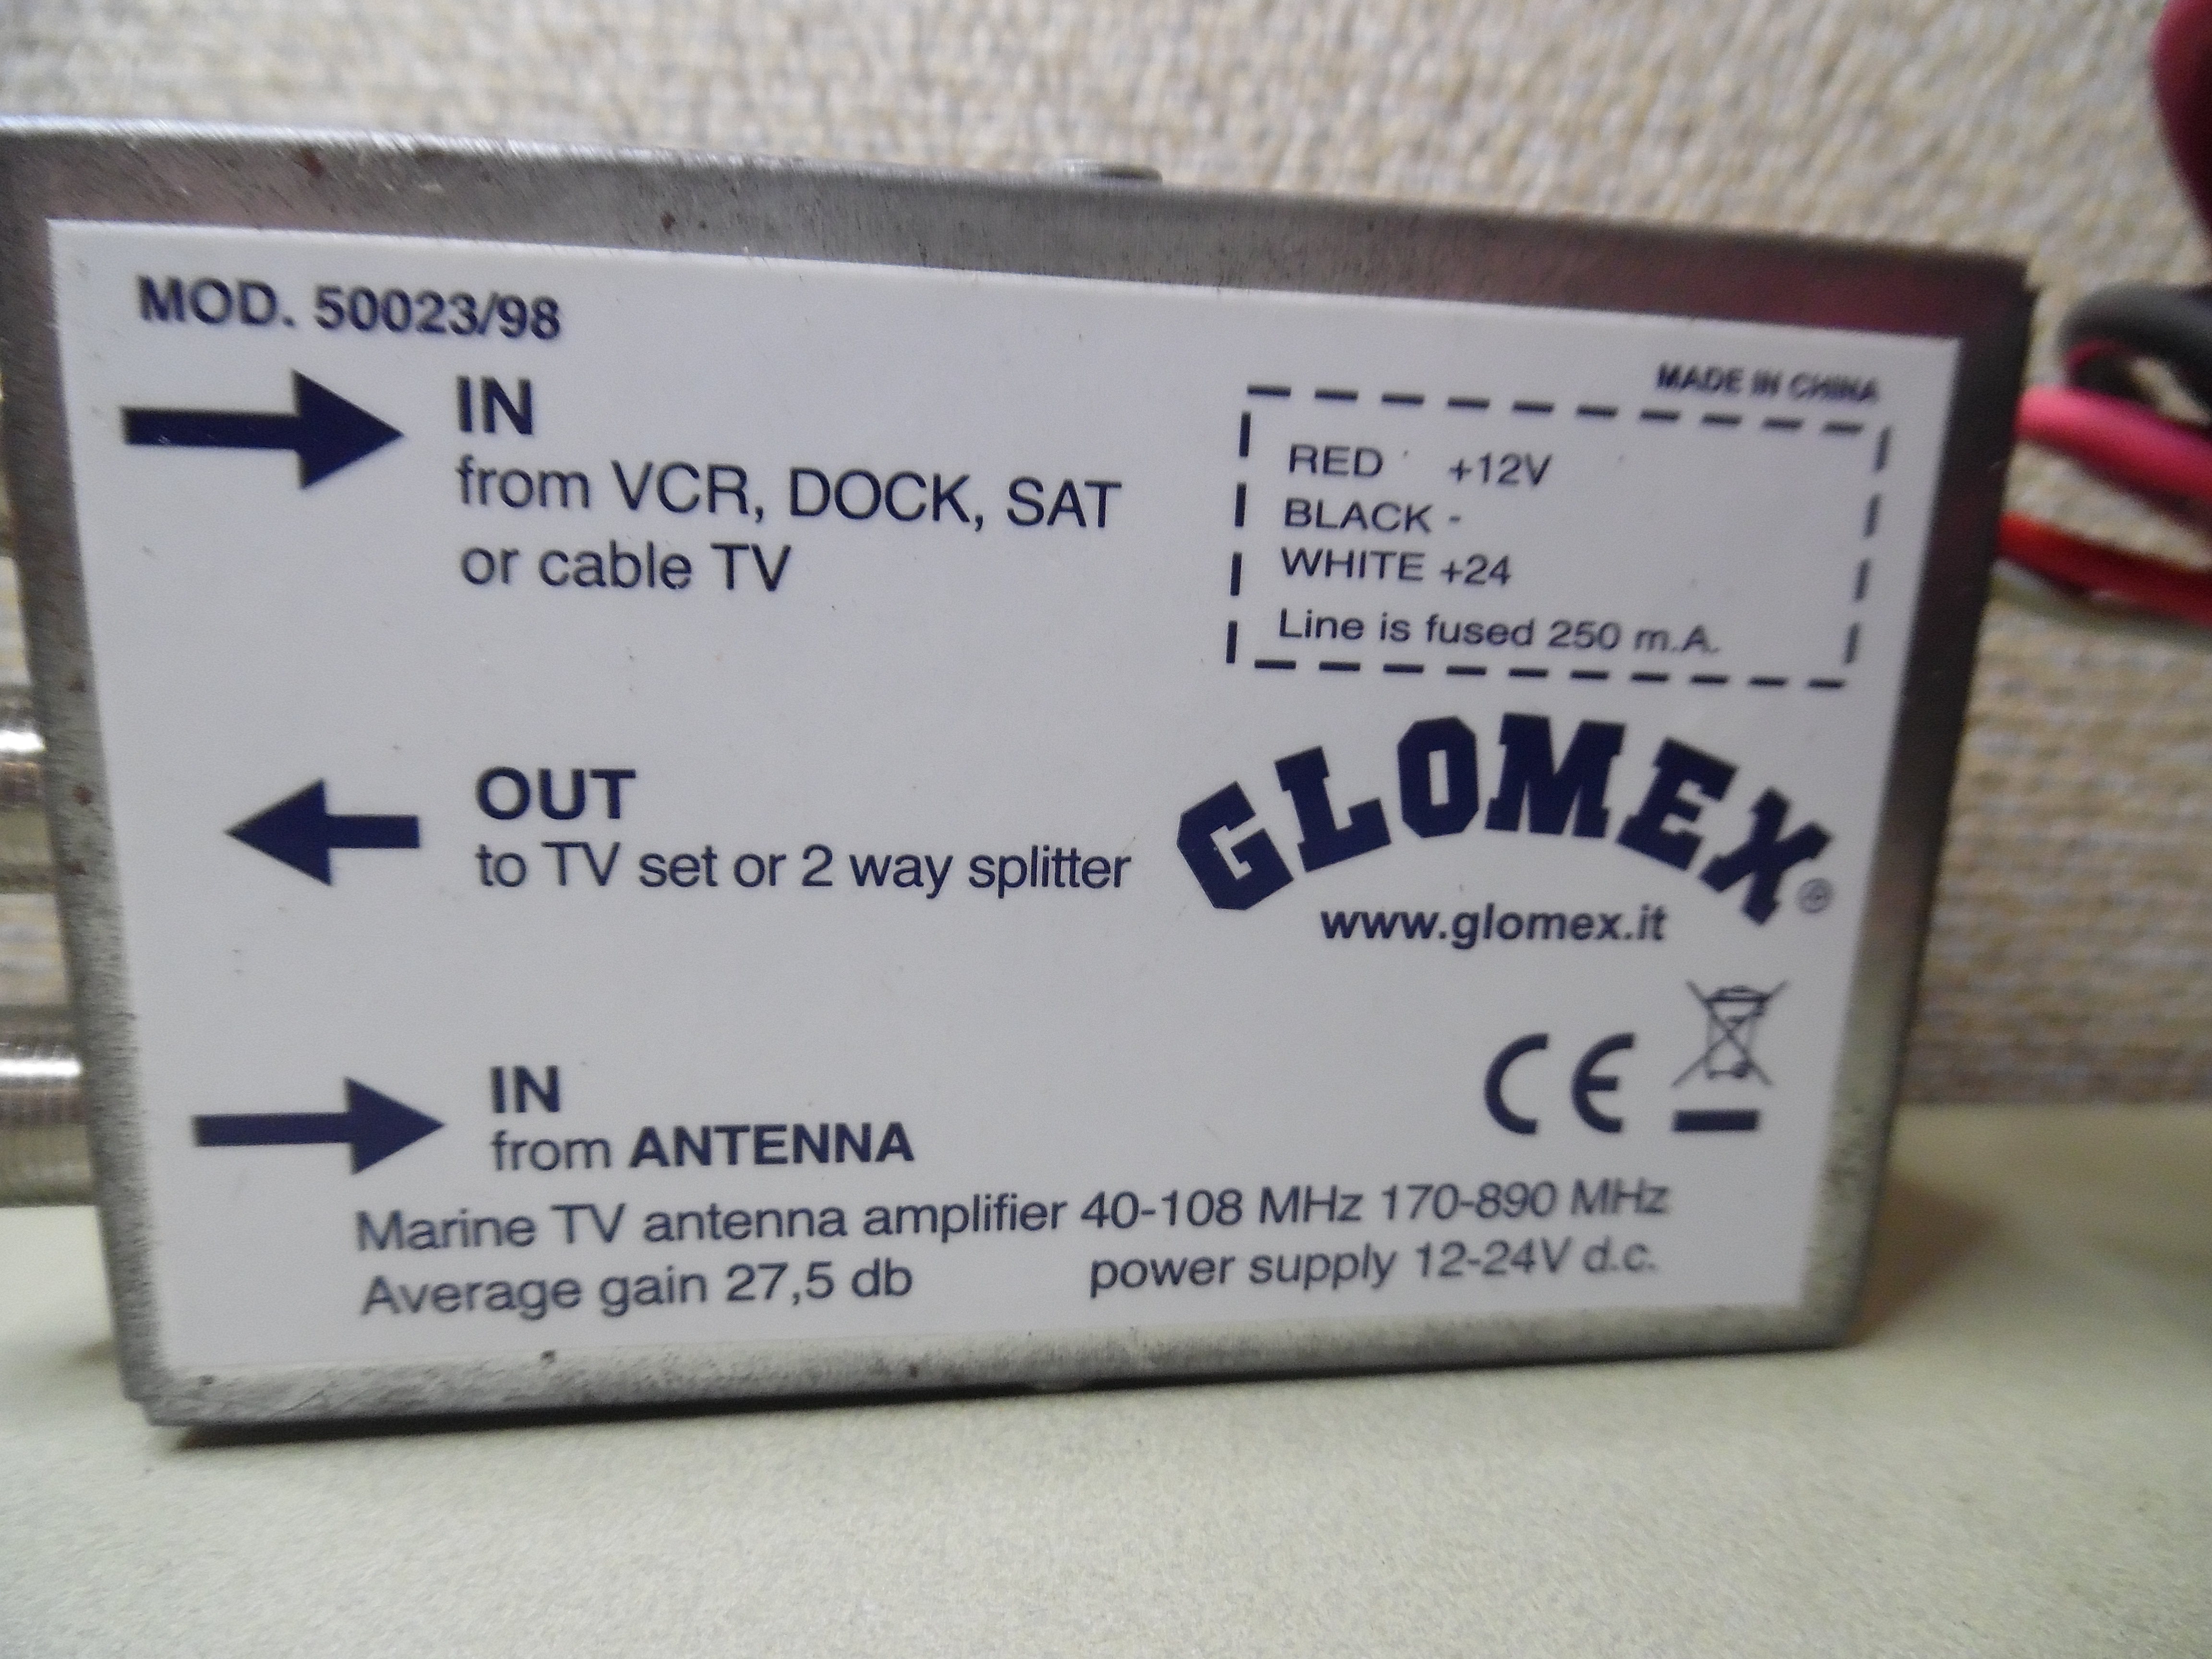 MOD. 50023/98
IN
from VCR, DOCK, SAT
or cable TV
MADE IN CHINA
RED +12V
BLACK -
WHITE +24
Line is fused 250 m.A.
OUT
to TV set or 2 way splitter
GLOMEX®
www.glomex.it
IN
from ANTENNA
CE
Marine TV antenna amplifier 40-108 MHz 170-890 MHz
Average gain 27,5 db power supply 12-24V d.c.